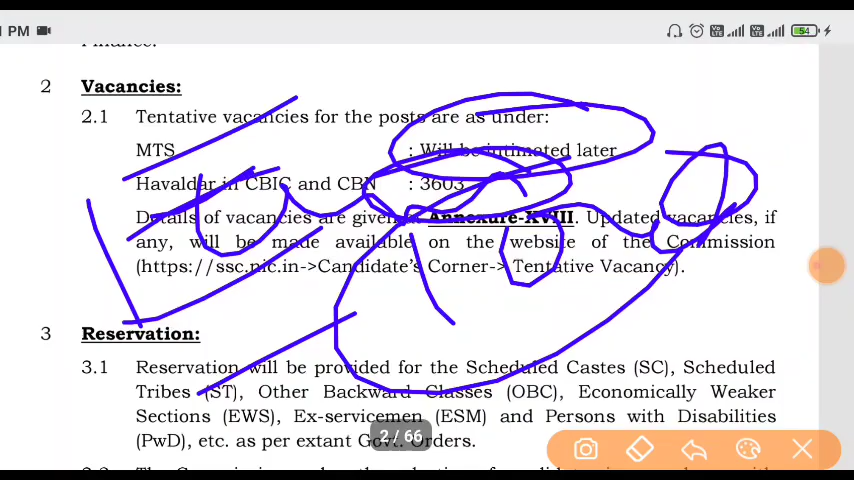 1 PM
54
Finance.
2 Vacancies:
2.1 Tentative vacancies for the posts are as under:
MTS : Will be intimated later
Havaldar in CBIC and CBN : 3603
Details of vacancies are given Annexure-XVIII. Updated vacancies, if
any, will be made available on the website of the Commission
(https://ssc.nic.in->Candidate's Corner-> Tentative Vacancy).
3 Reservation:
3.1 Reservation will be provided for the Scheduled Castes (SC), Scheduled
Tribes (ST), Other Backward Classes (OBC), Economically Weaker
Sections (EWS), Ex-servicemen (ESM) and Persons with Disabilities
(PwD), etc. as per extant Govt.. Orders.
2 / 66